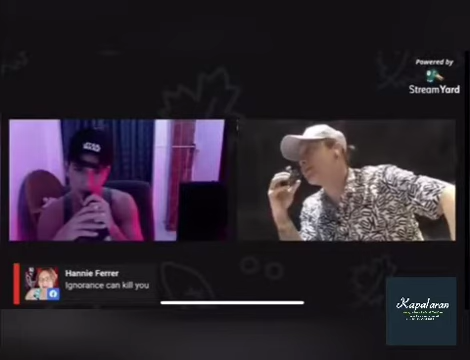 Powered by
StreamYard
Hannie Ferrer
Ignorance can kill you
Kapalaran